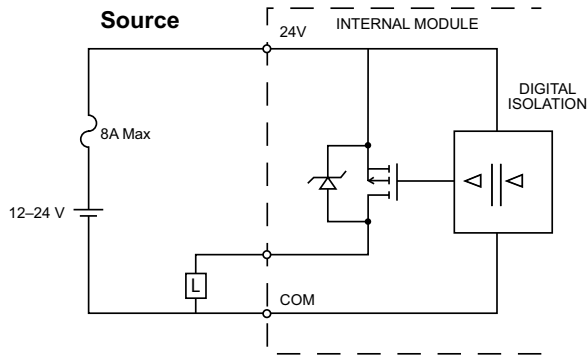 Source
24V
INTERNAL MODULE
DIGITAL
ISOLATION
8A Max
12–24 V
L
COM